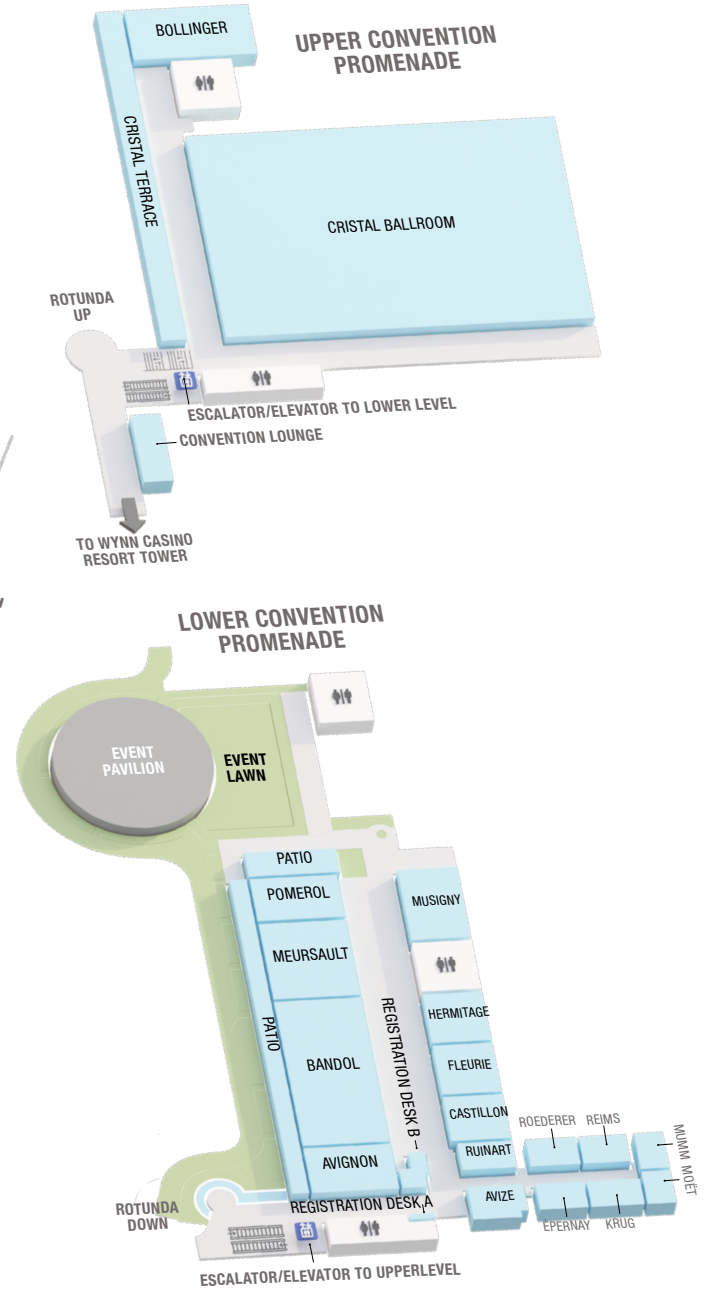 BOLLINGER
UPPER CONVENTION
PROMENADE
CRISTAL TERRACE
CRISTAL BALLROOM
ROTUNDA
UP
ESCALATOR/ELEVATOR TO LOWER LEVEL
CONVENTION LOUNGE
TO WYNN CASINO
RESORT TOWER
LOWER CONVENTION
PROMENADE
EVENT
PAVILION
EVENT
LAWN
PATIO
POMEROL
MUSIGNY
MEURSAULT
PATIO
REGISTRATION DESK B
HERMITAGE
BANDOL
FLEURIE
CASTILLON
ROEDERER
REIMS
MUMM
MOËT
RUINART
AVIGNON
AVIZE
REGISTRATION DESK A
ROTUNDA
DOWN
EPERNAY
KRUG
ESCALATOR/ELEVATOR TO UPPERLEVEL